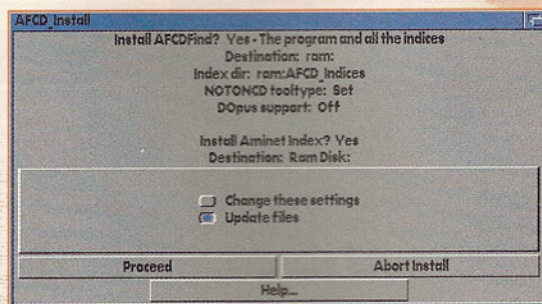 AFCD_Install
Install AFCDFind? Yes - The program and all the indices
Destination: ram:
Index dir: ram:AFCD_Indices
NOTONCD tooltype: Set
DOpus support: Off
Install Aminet Index? Yes
Destination: Ram Disk:
Change these settings
Update files
Proceed
Abort Install
Help...